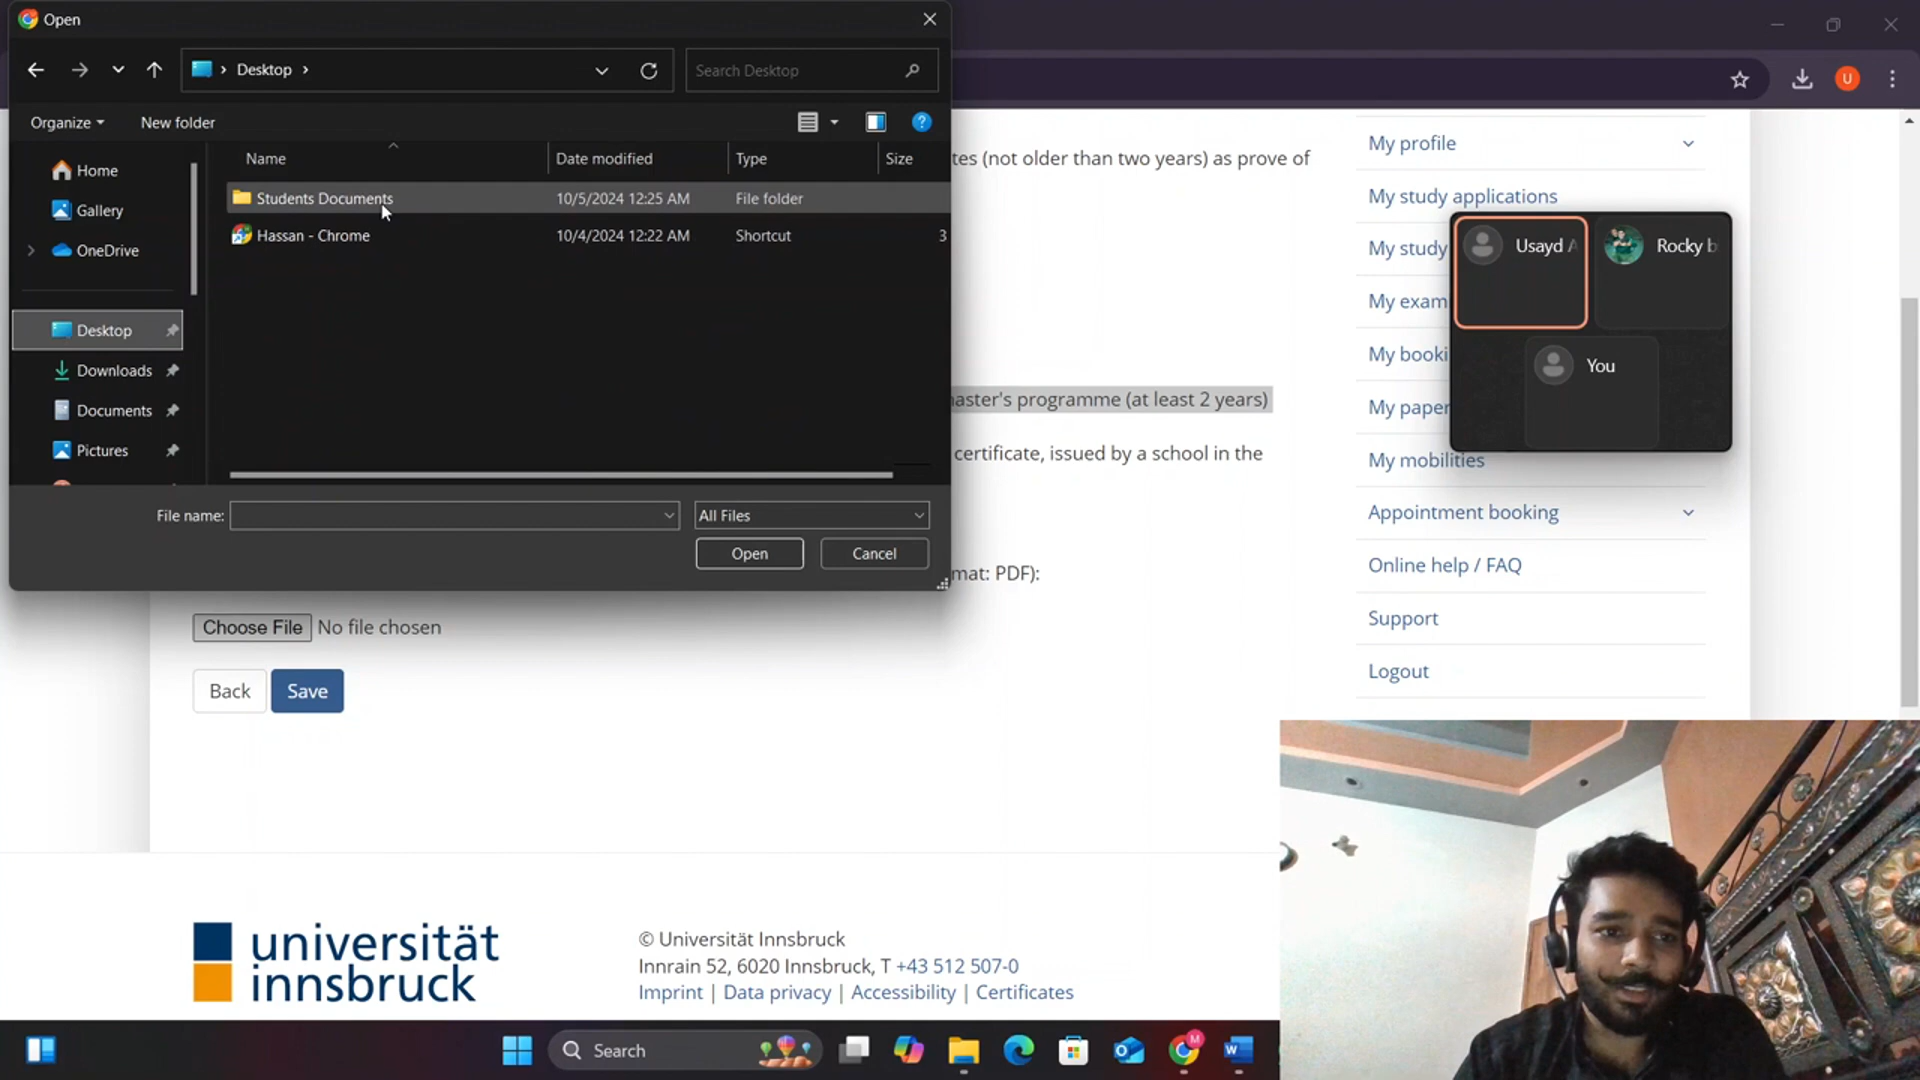 Open
Desktop
Search Desktop
Organize
New folder
Name
Date modified
Type
Size
Home
Gallery
OneDrive
Desktop
Downloads
Documents
Pictures
Students Documents
10/5/2024 12:25 AM
File folder
Hassan - Chrome
10/4/2024 12:22 AM
Shortcut
3
File name:
All Files
Open
Cancel
U
tes (not older than two years) as prove of
aster's programme (at least 2 years)
certificate, issued by a school in the
mat: PDF):
Choose File No file chosen
Back
Save
My profile
My study applications
My study
My exam
My booki
My paper
My mobilities
Appointment booking
Online help / FAQ
Support
Logout
Usayd A
Rocky b
You
universität
innsbruck
© Universität Innsbruck
Innrain 52, 6020 Innsbruck, T +43 512 507-0
Imprint | Data privacy | Accessibility | Certificates
Search
M
W